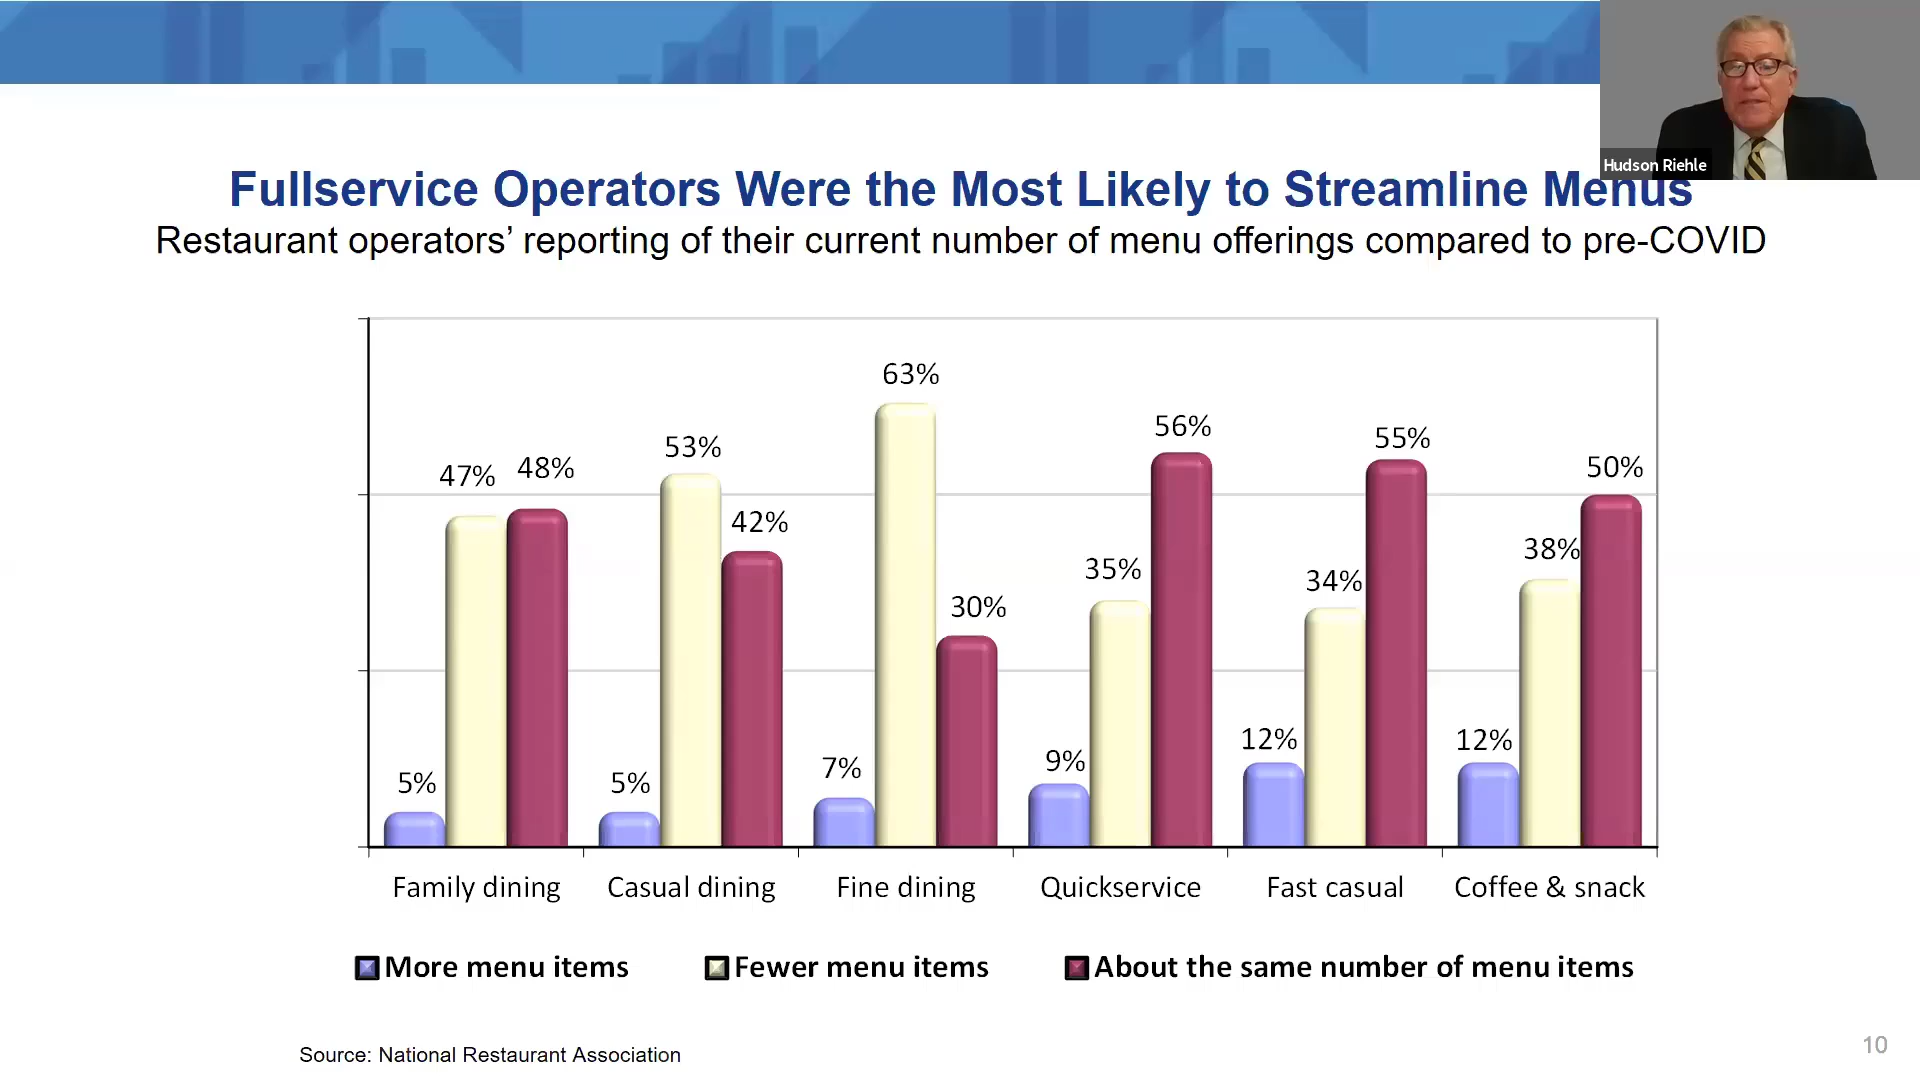 Hudson Riehle
Fullservice Operators Were the Most Likely to Streamline Menus
Restaurant operators’ reporting of their current number of menu offerings compared to pre-COVID
5% 47% 48%
5% 53% 42%
7% 63% 30%
9% 35% 56%
12% 34% 55%
12% 38% 50%
Family dining Casual dining Fine dining Quickservice Fast casual Coffee & snack
More menu items Fewer menu items About the same number of menu items
Source: National Restaurant Association
10